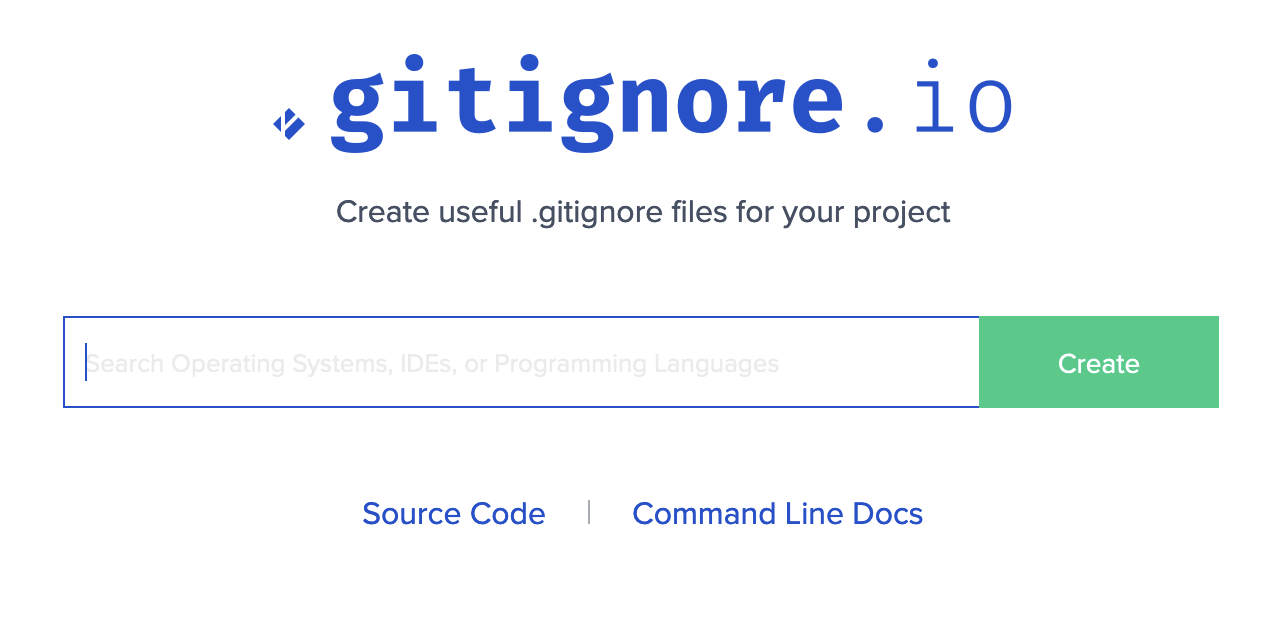 .gitignore.io
Create useful .gitignore files for your project
Search Operating Systems, IDEs, or Programming Languages
Create
Source Code | Command Line Docs